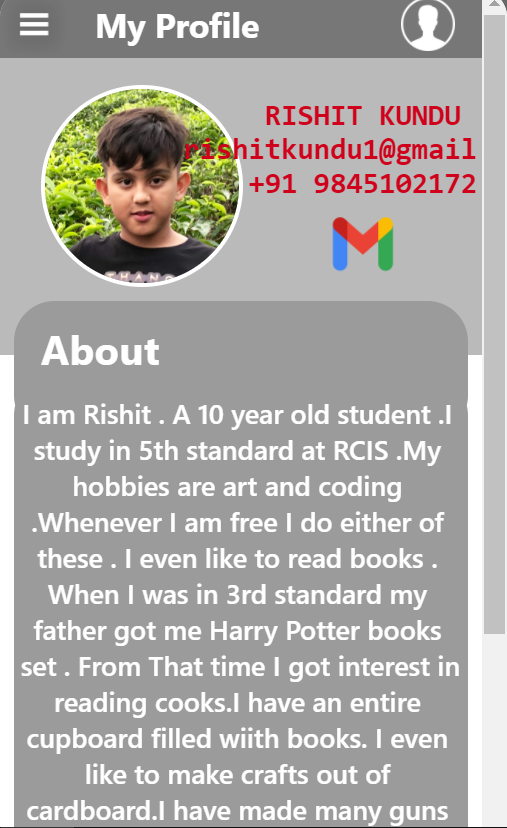 My Profile
RISHIT KUNDU
rishitkundu1@gmail
+91 9845102172
About
I am Rishit . A 10 year old student .I
study in 5th standard at RCIS .My
hobbies are art and coding
.Whenever I am free I do either of
these . I even like to read books .
When I was in 3rd standard my
father got me Harry Potter books
set . From That time I got interest in
reading cooks.I have an entire
cupboard filled wiith books. I even
like to make crafts out of
cardboard.I have made many guns